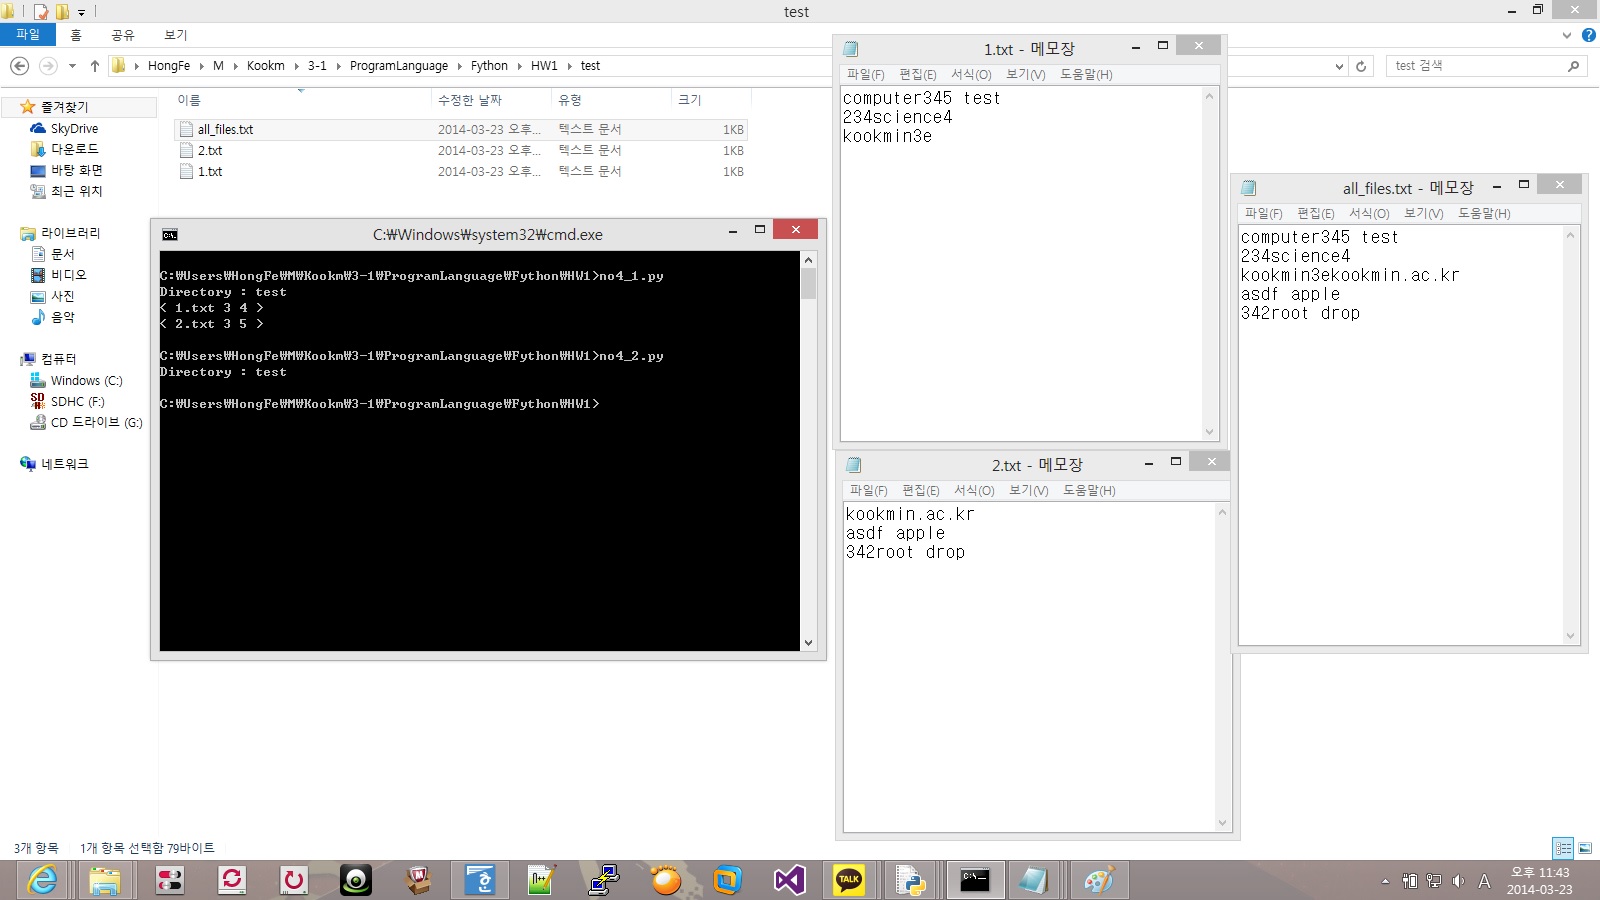 test
파일 홈 공유 보기
HongFe M Kookm 3-1 ProgramLanguage Fython HW1 test
test 검색
이름 수정한 날짜 유형 크기
all_files.txt 2014-03-23 오후... 텍스트 문서 1KB
2.txt 2014-03-23 오후... 텍스트 문서 1KB
1.txt 2014-03-23 오후... 텍스트 문서 1KB
즐겨찾기
SkyDrive
다운로드
바탕 화면
최근 위치
라이브러리
문서
비디오
사진
음악
컴퓨터
Windows (C:)
SDHC (F:)
CD 드라이브 (G:)
네트워크
C:₩Windows₩system32₩cmd.exe
C:₩Users₩HongFe₩M₩Kookm₩3-1₩ProgramLanguage₩Fython₩HW1>no4_1.py
Directory : test
< 1.txt 3 4 >
< 2.txt 3 5 >
C:₩Users₩HongFe₩M₩Kookm₩3-1₩ProgramLanguage₩Fython₩HW1>no4_2.py
Directory : test
C:₩Users₩HongFe₩M₩Kookm₩3-1₩ProgramLanguage₩Fython₩HW1>
1.txt - 메모장
파일(F) 편집(E) 서식(O) 보기(V) 도움말(H)
computer345 test
234science4
kookmin3e
2.txt - 메모장
파일(F) 편집(E) 서식(O) 보기(V) 도움말(H)
kookmin.ac.kr
asdf apple
342root drop
all_files.txt - 메모장
파일(F) 편집(E) 서식(O) 보기(V) 도움말(H)
computer345 test
234science4
kookmin3ekookmin.ac.kr
asdf apple
342root drop
3개 항목 1개 항목 선택함 79바이트
TALK
A
오후 11:43
2014-03-23